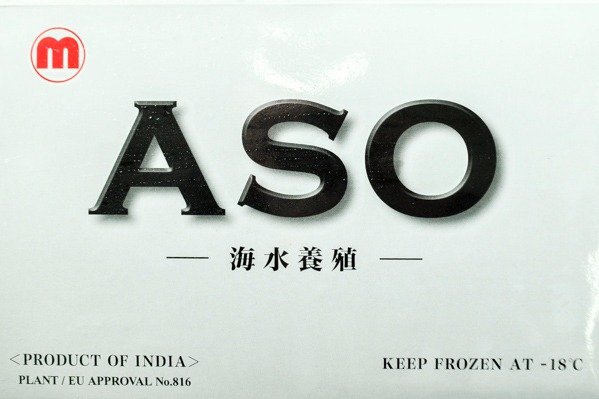 m
ASO
海水養殖
<PRODUCT OF INDIA>
PLANT / EU APPROVAL No.816
KEEP FROZEN AT -18℃